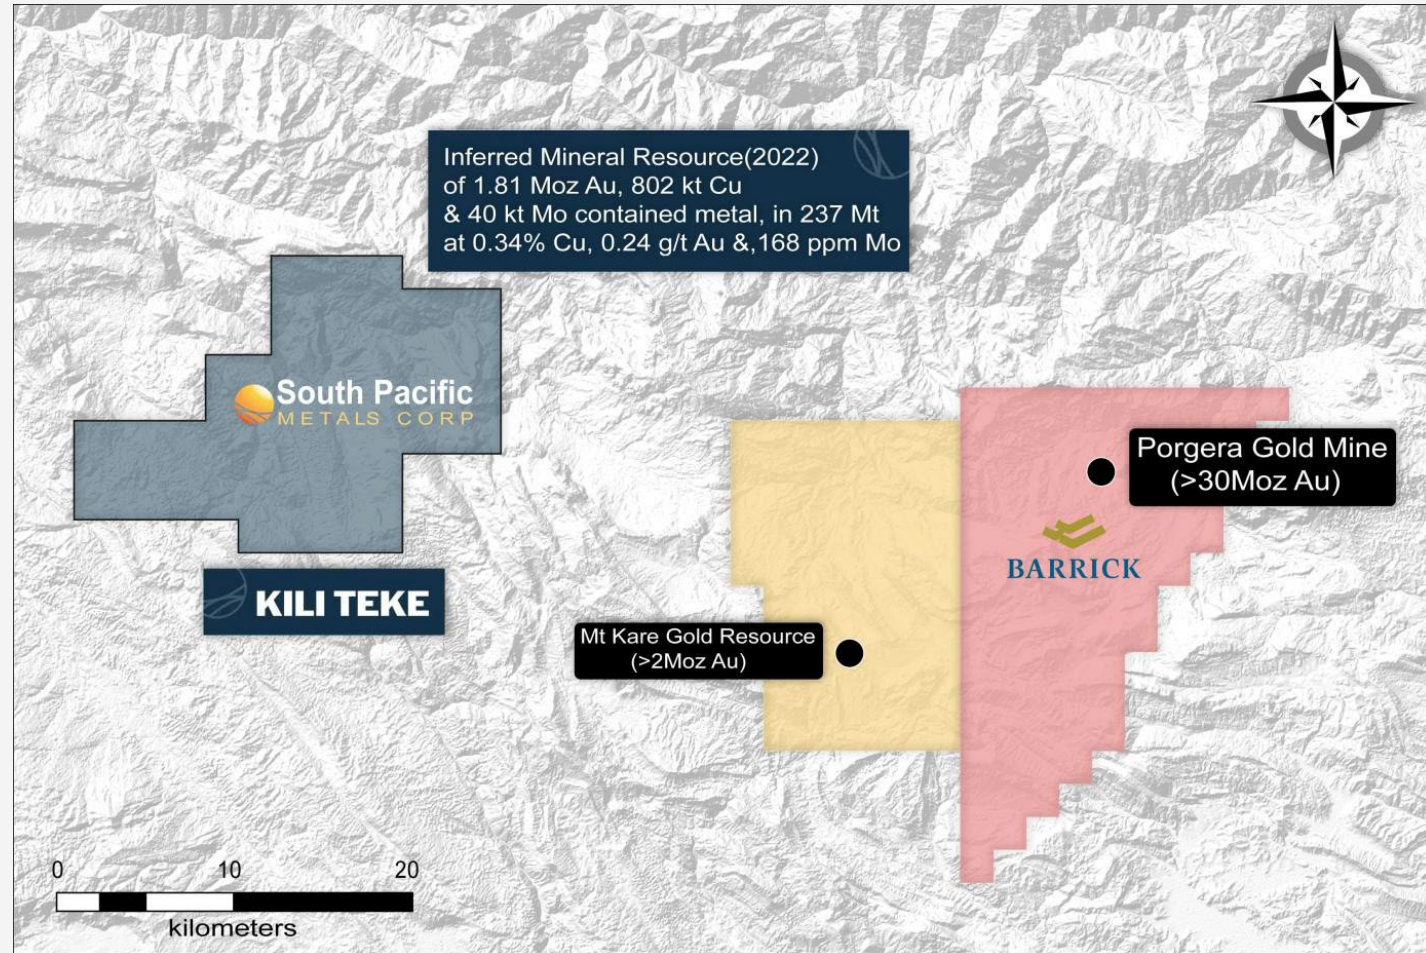 Inferred Mineral Resource(2022)
of 1.81 Moz Au, 802 kt Cu
& 40 kt Mo contained metal, in 237 Mt
at 0.34% Cu, 0.24 g/t Au &,168 ppm Mo
South Pacific
METALS CORP
KILI TEKE
Porgera Gold Mine
(>30Moz Au)
BARRICK
Mt Kare Gold Resource
(>2Moz Au)
0 10 20
kilometers